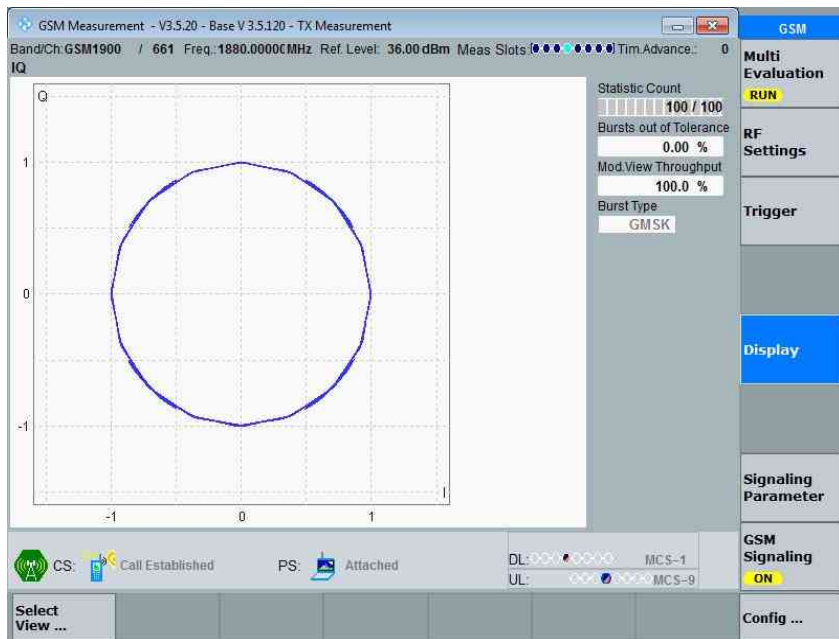 GSM Measurement - V3.5.20 - Base V 3.5.120 - TX Measurement
GSM
Band/Ch: GSM1900 / 661 Freq.: 1880.00000MHz Ref. Level: 36.00 dBm Meas Slots: Tim.Advance.: 0
IQ
Q
1
0
-1
-1 0 1
I
Statistic Count
100 / 100
Bursts out of Tolerance
0.00 %
Mod.View Throughput
100.0 %
Burst Type
GMSK
Multi
Evaluation
RUN
RF
Settings
Trigger
Display
Signaling
Parameter
GSM
Signaling
ON
CS: Call Established PS: Attached
DL: MCS-1
UL: MCS-9
Select
View ...
Config ...